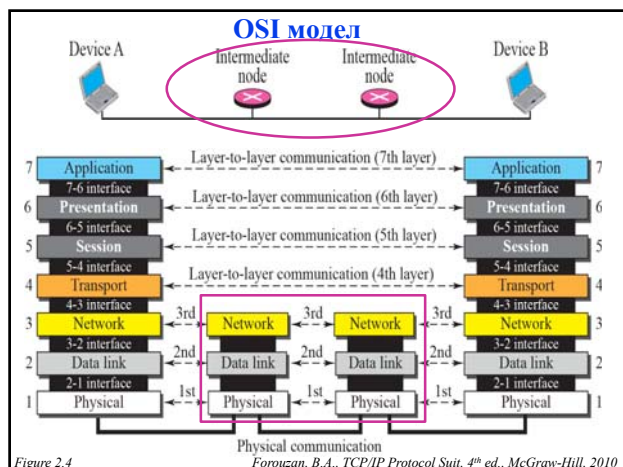 OSI модел
Device A
Intermediate node
Intermediate node
Device B
7 Application Layer-to-layer communication (7th layer) Application 7
7-6 interface 7-6 interface
6 Presentation Layer-to-layer communication (6th layer) Presentation 6
6-5 interface 6-5 interface
5 Session Layer-to-layer communication (5th layer) Session 5
5-4 interface 5-4 interface
4 Transport Layer-to-layer communication (4th layer) Transport 4
4-3 interface 4-3 interface
3 Network 3rd Network 3rd Network 3rd Network 3
3-2 interface 3-2 interface
2 Data link 2nd Data link 2nd Data link 2nd Data link 2
2-1 interface 2-1 interface
1 Physical 1st Physical 1st Physical 1st Physical 1
Physical communication
Figure 2.4 Forouzan, B.A., TCP/IP Protocol Suit, 4th ed., McGraw-Hill, 2010